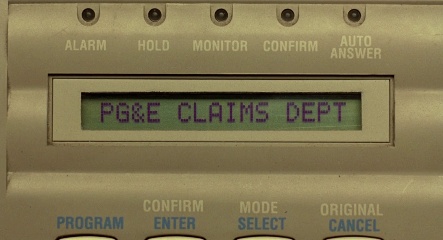 ALARM HOLD MONITOR CONFIRM AUTO ANSWER
PG&E CLAIMS DEPT
CONFIRM MODE ORIGINAL
PROGRAM ENTER SELECT CANCEL